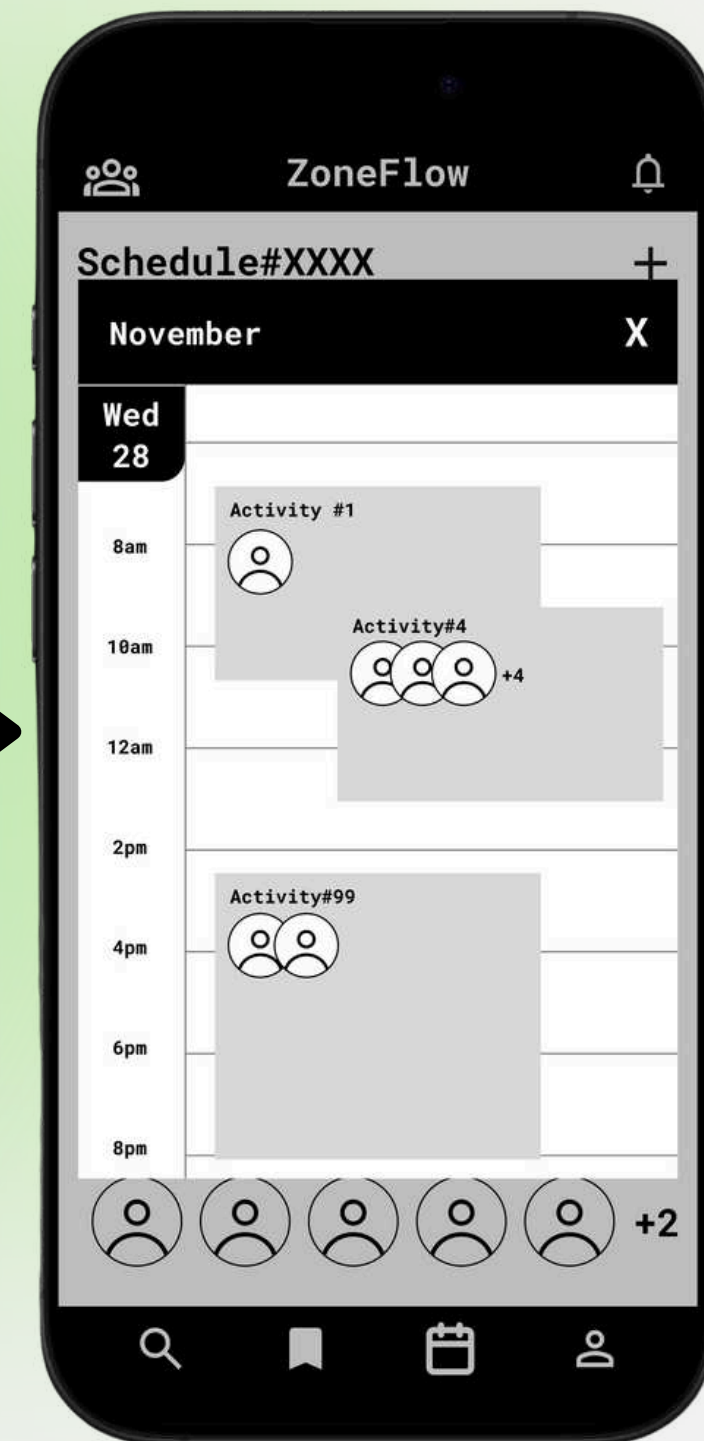 ZoneFlow
Schedule#XXXX
+
November
X
Wed
28
Activity #1
8am
Activity#4
10am
+4
12am
2pm
Activity#99
4pm
6pm
8pm
+2